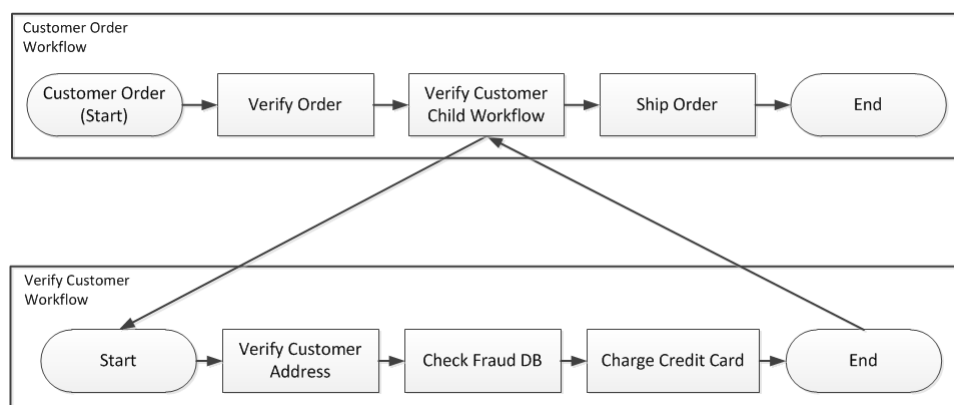 Customer Order
Workflow
Customer Order
(Start)
Verify Order
Verify Customer
Child Workflow
Ship Order
End
Verify Customer
Workflow
Start
Verify Customer
Address
Check Fraud DB
Charge Credit Card
End